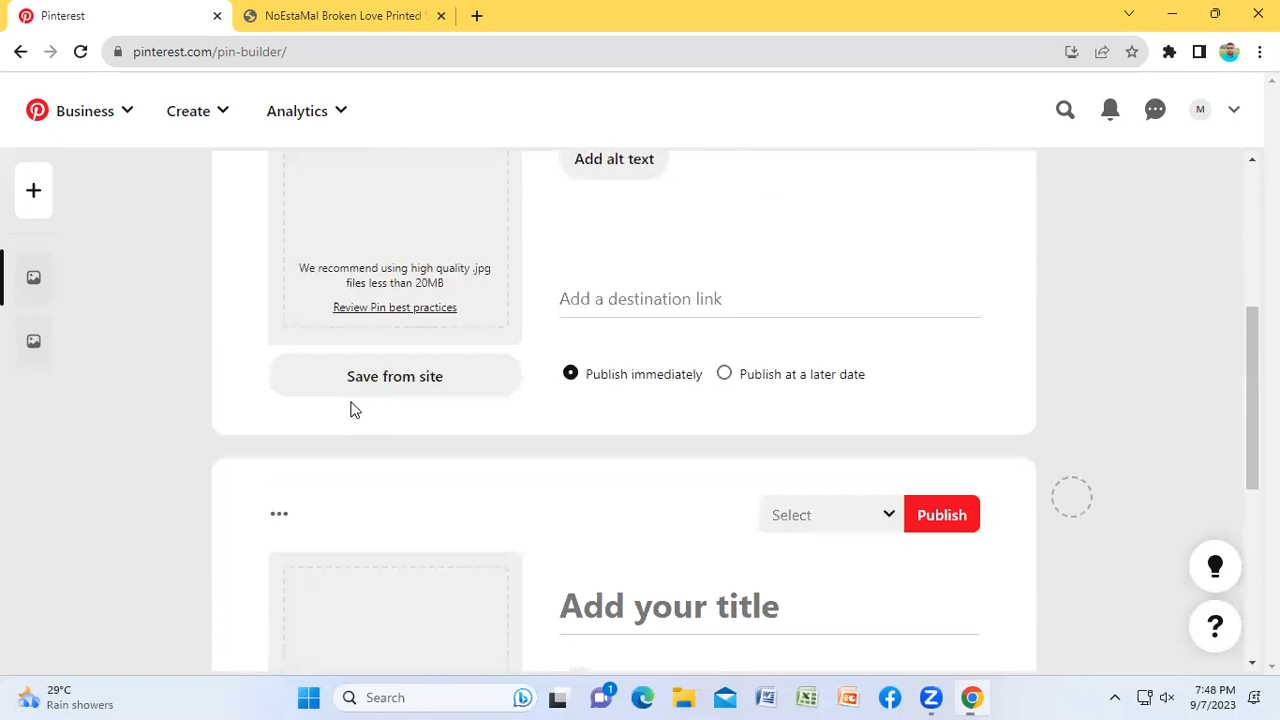 Pinterest
NoEstaMal Broken Love Printed S
pinterest.com/pin-builder/
Business
Create
Analytics
M
Add alt text
We recommend using high quality .jpg
files less than 20MB
Review Pin best practices
Add a destination link
Save from site
Publish immediately
Publish at a later date
Select
Publish
Add your title
?
29°C
Rain showers
Search
1
7:48 PM
9/7/2023